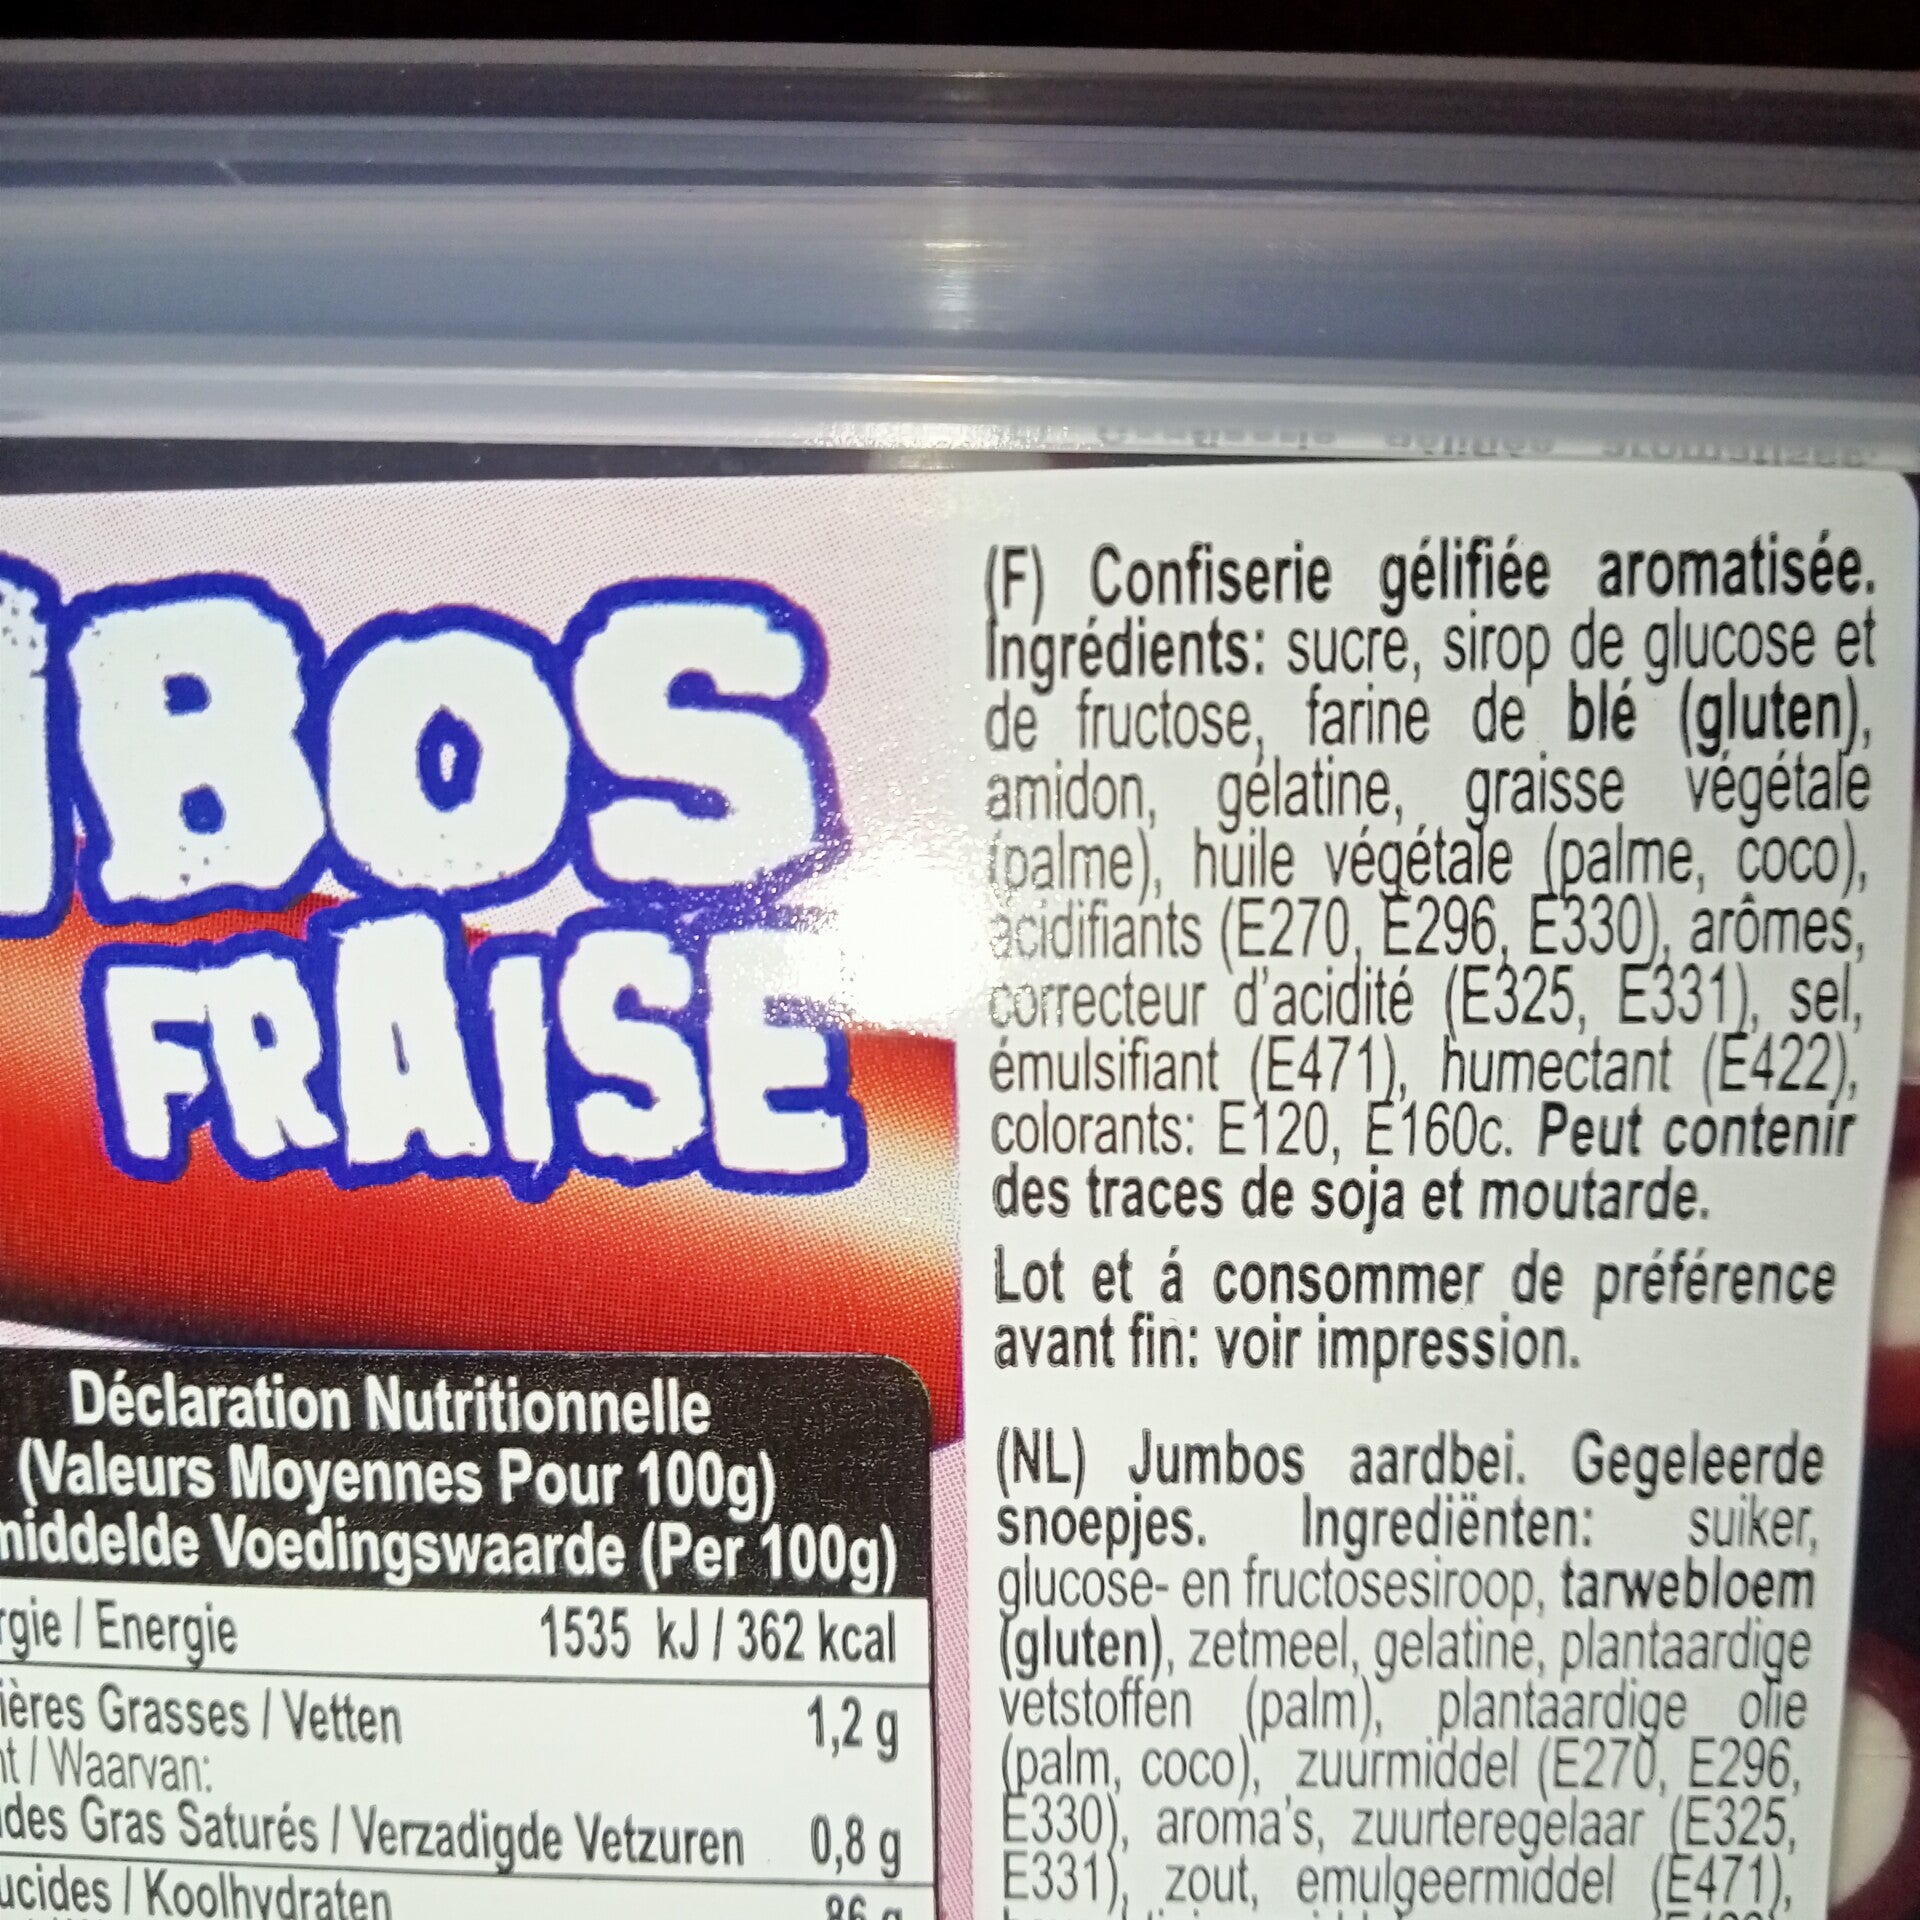 BOS
FRAISE
Déclaration Nutritionnelle
(Valeurs Moyennes Pour 100g)
Voedingswaarde (Per 100g)
/ Energie 1535 kJ / 362 kcal
Grasses / Vetten 1,2 g
/ Waarvan:
Gras Saturés / Verzadigde Vetzuren 0,8 g
/ Koolhydraten 86 g
(F) Confiserie gélifiée aromatisée.
Ingrédients: sucre, sirop de glucose et
de fructose, farine de blé (gluten),
amidon, gélatine, graisse végétale
(palme), huile végétale (palme, coco),
acidifiants (E270, E296, E330), arômes,
correcteur d'acidité (E325, E331), sel,
émulsifiant (E471), humectant (E422),
colorants: E120, E160c. Peut contenir
des traces de soja et moutarde.
Lot et á consommer de préférence
avant fin: voir impression.
(NL) Jumbos aardbei. Gegeleerde
snoepjes. Ingrediënten: suiker,
glucose- en fructosesiroop, tarwebloem
(gluten), zetmeel, gelatine, plantaardige
vetstoffen (palm), plantaardige olie
(palm, coco), zuurmiddel (E270, E296,
E330), aroma's, zuurteregelaar (E325,
E331), zout, emulgeermiddel (E471),